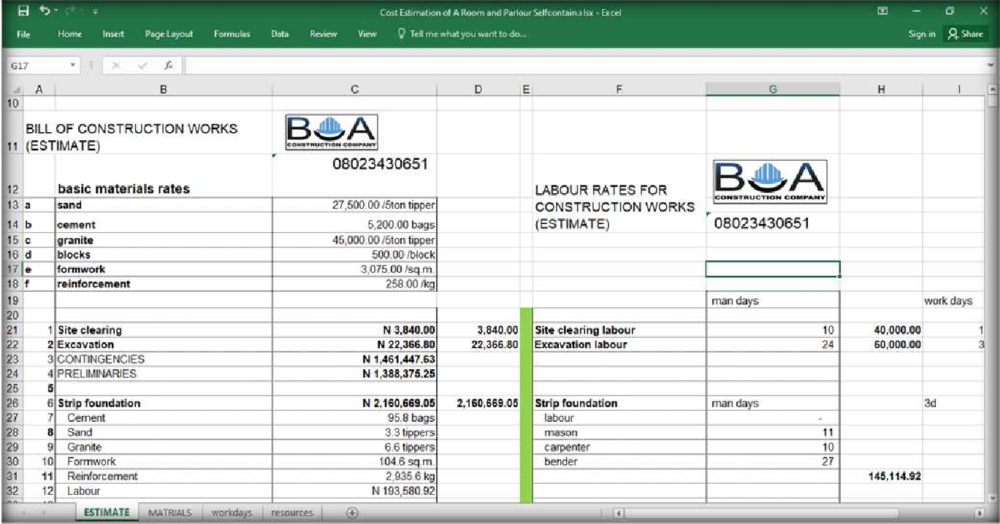 Cost Estimation of A Room and Parlour Selfcontain.xlsx - Excel
File Home Insert Page Layout Formulas Data Review View Tell me what you want to do... Sign in Share
G17 fx
A B C D E F G H I
10
11 BILL OF CONSTRUCTION WORKS
(ESTIMATE)
BOA
CONSTRUCTION COMPANY
08023430651
12 basic materials rates
LABOUR RATES FOR
CONSTRUCTION WORKS
(ESTIMATE)
BOA
CONSTRUCTION COMPANY
08023430651
13 a sand 27,500.00 /5ton tipper
14 b cement 5,200.00 bags
15 c granite 45,000.00 /5ton tipper
16 d blocks 500.00 /block
17 e formwork 3,075.00 /sq.m.
18 f reinforcement 258.00 /kg
19 man days work days
20
21 1 Site clearing N 3,840.00 3,840.00 Site clearing labour 10 40,000.00 1
22 2 Excavation N 22,366.80 22,366.80 Excavation labour 24 60,000.00 3
23 3 CONTINGENCIES N 1,461,447.63
24 4 PRELIMINARIES N 1,388,375.25
25 5
26 6 Strip foundation N 2,160,669.05 2,160,669.05 Strip foundation man days 3d
27 7 Cement 95.8 bags labour -
28 8 Sand 3.3 tippers mason 11
29 9 Granite 6.6 tippers carpenter 10
30 10 Formwork 104.6 sq.m. bender 27
31 11 Reinforcement 2,935.6 kg 145,114.92
32 12 Labour N 193,580.92
ESTIMATE MATRIALS workdays resources